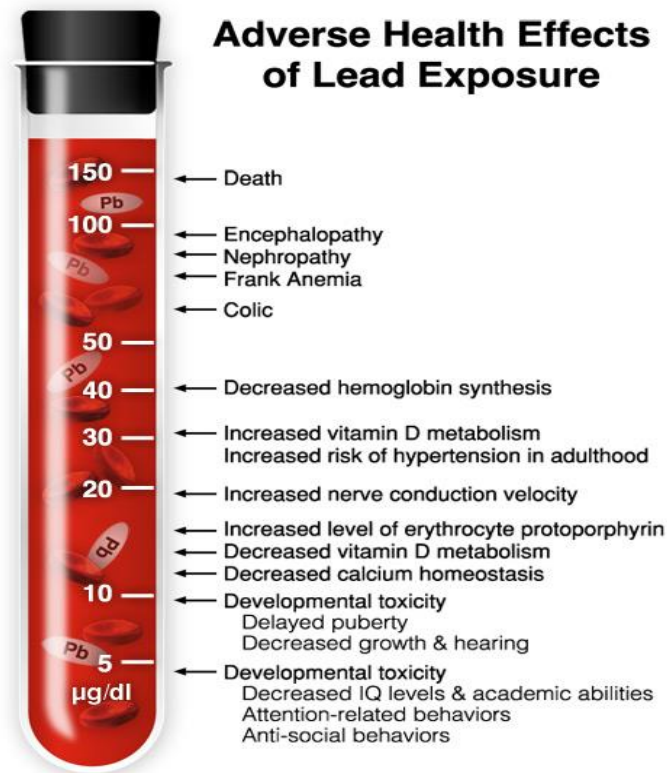 Adverse Health Effects
of Lead Exposure
150
Death
Pb
100
Encephalopathy
Nephropathy
Pb
Frank Anemia
Colic
50
Pb
40
Decreased hemoglobin synthesis
30
Increased vitamin D metabolism
Increased risk of hypertension in adulthood
20
Increased nerve conduction velocity
Increased level of erythrocyte protoporphyrin
Pb
Decreased vitamin D metabolism
Decreased calcium homeostasis
10
Developmental toxicity
Delayed puberty
Decreased growth & hearing
Pb
5
Developmental toxicity
µg/dl
Decreased IQ levels & academic abilities
Attention-related behaviors
Anti-social behaviors